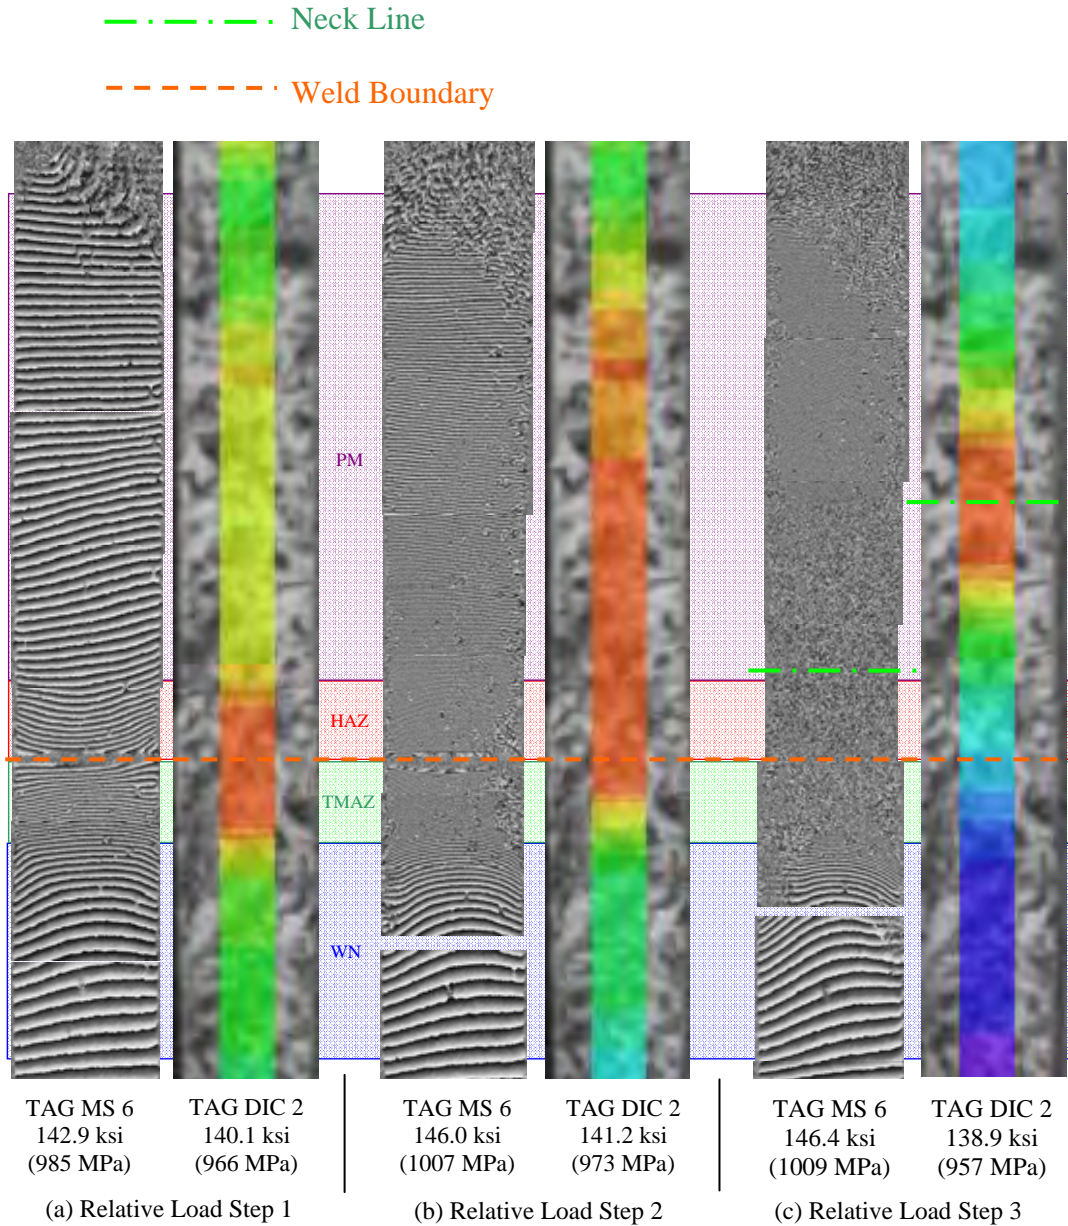 Neck Line
Weld Boundary
PM
HAZ
TMAZ
WN
TAG MS 6
142.9 ksi
(985 MPa)
TAG DIC 2
140.1 ksi
(966 MPa)
TAG MS 6
146.0 ksi
(1007 MPa)
TAG DIC 2
141.2 ksi
(973 MPa)
TAG MS 6
146.4 ksi
(1009 MPa)
TAG DIC 2
138.9 ksi
(957 MPa)
(a) Relative Load Step 1
(b) Relative Load Step 2
(c) Relative Load Step 3